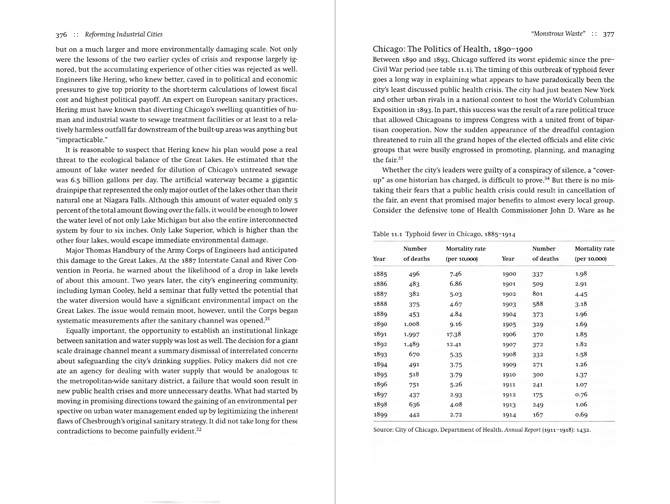 376 :: Reforming Industrial Cities
but on a much larger and more environmentally damaging scale. Not only
were the lessons of the two earlier cycles of crisis and response largely ig-
nored, but the accumulating experience of other cities was rejected as well.
Engineers like Hering, who knew better, caved in to political and economic
pressures to give top priority to the short-term calculations of lowest fiscal
cost and highest political payoff. An expert on European sanitary practices,
Hering must have known that diverting Chicago's swelling quantities of hu-
man and industrial waste to sewage treatment facilities or at least to a rela-
tively harmless outfall far downstream of the built-up areas was anything but
"impracticable."
It is reasonable to suspect that Hering knew his plan would pose a real
threat to the ecological balance of the Great Lakes. He estimated that the
amount of lake water needed for dilution of Chicago's untreated sewage
was 6.5 billion gallons per day. The artificial waterway became a gigantic
drainpipe that represented the only major outlet of the lakes other than their
natural one at Niagara Falls. Although this amount of water equaled only 5
percent of the total amount flowing over the falls, it would be enough to lower
the water level of not only Lake Michigan but also the entire interconnected
system by four to six inches. Only Lake Superior, which is higher than the
other four lakes, would escape immediate environmental damage.
Major Thomas Handbury of the Army Corps of Engineers had anticipated
this damage to the Great Lakes. At the 1887 Interstate Canal and River Con-
vention in Peoria, he warned about the likelihood of a drop in lake levels
of about this amount. Two years later, the city's engineering community,
including Lyman Cooley, held a seminar that fully vetted the potential that
the water diversion would have a significant environmental impact on the
Great Lakes. The issue would remain moot, however, until the Corps began
systematic measurements after the sanitary channel was opened.31
Equally important, the opportunity to establish an institutional linkage
between sanitation and water supply was lost as well. The decision for a giant
scale drainage channel meant a summary dismissal of interrelated concerns
about safeguarding the city's drinking supplies. Policy makers did not cre-
ate an agency for dealing with water supply that would be analogous to
the metropolitan-wide sanitary district, a failure that would soon result in
new public health crises and more unnecessary deaths. What had started by
moving in promising directions toward the gaining of an environmental per
spective on urban water management ended up by legitimizing the inherent
flaws of Chesbrough's original sanitary strategy. It did not take long for these
contradictions to become painfully evident.32
"Monstrous Waste" :: 377
Chicago: The Politics of Health, 1890–1900
Between 1890 and 1893, Chicago suffered its worst epidemic since the pre–
Civil War period (see table 11.1). The timing of this outbreak of typhoid fever
goes a long way in explaining what appears to have paradoxically been the
city's least discussed public health crisis. The city had just beaten New York
and other urban rivals in a national contest to host the World's Columbian
Exposition in 1893. In part, this success was the result of a rare political truce
that allowed Chicagoans to impress Congress with a united front of bipar-
tisan cooperation. Now the sudden appearance of the dreadful contagion
threatened to ruin all the grand hopes of the elected officials and elite civic
groups that were busily engrossed in promoting, planning, and managing
the fair.33
Whether the city's leaders were guilty of a conspiracy of silence, a "cover-
up" as one historian has charged, is difficult to prove.34 But there is no mis-
taking their fears that a public health crisis could result in cancellation of
the fair, an event that promised major benefits to almost every local group.
Consider the defensive tone of Health Commissioner John D. Ware as he
Table 11.1 Typhoid fever in Chicago, 1885–1914
Number Mortality rate Number Mortality rate
Year of deaths (per 10,000) Year of deaths (per 10,000)
1885 496 7.46 1900 337 1.98
1886 483 6.86 1901 509 2.91
1887 382 5.03 1902 801 4.45
1888 375 4.67 1903 588 3.18
1889 453 4.84 1904 373 1.96
1890 1,008 9.16 1905 329 1.69
1891 1,997 17.38 1906 370 1.85
1892 1,489 12.41 1907 372 1.82
1893 670 5.35 1908 332 1.58
1894 491 3.75 1909 271 1.26
1895 518 3.79 1910 300 1.37
1896 751 5.26 1911 241 1.07
1897 437 2.93 1912 175 0.76
1898 636 4.08 1913 249 1.06
1899 442 2.72 1914 167 0.69
Source: City of Chicago, Department of Health, Annual Report (1911–1918): 1432.